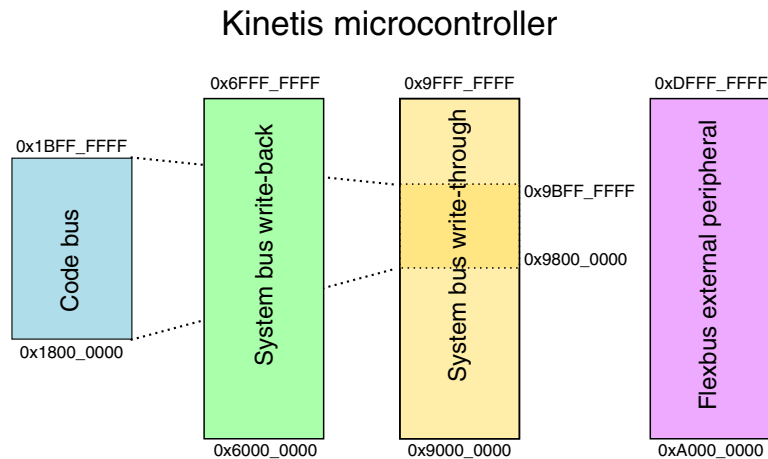 Kinetis microcontroller
0x6FFF_FFFF
0x9FFF_FFFF
0xDFFF_FFFF
0x1BFF_FFFF
Code bus
System bus write-back
System bus write-through
Flexbus external peripheral
0x9BFF_FFFF
0x9800_0000
0x1800_0000
0x6000_0000
0x9000_0000
0xA000_0000